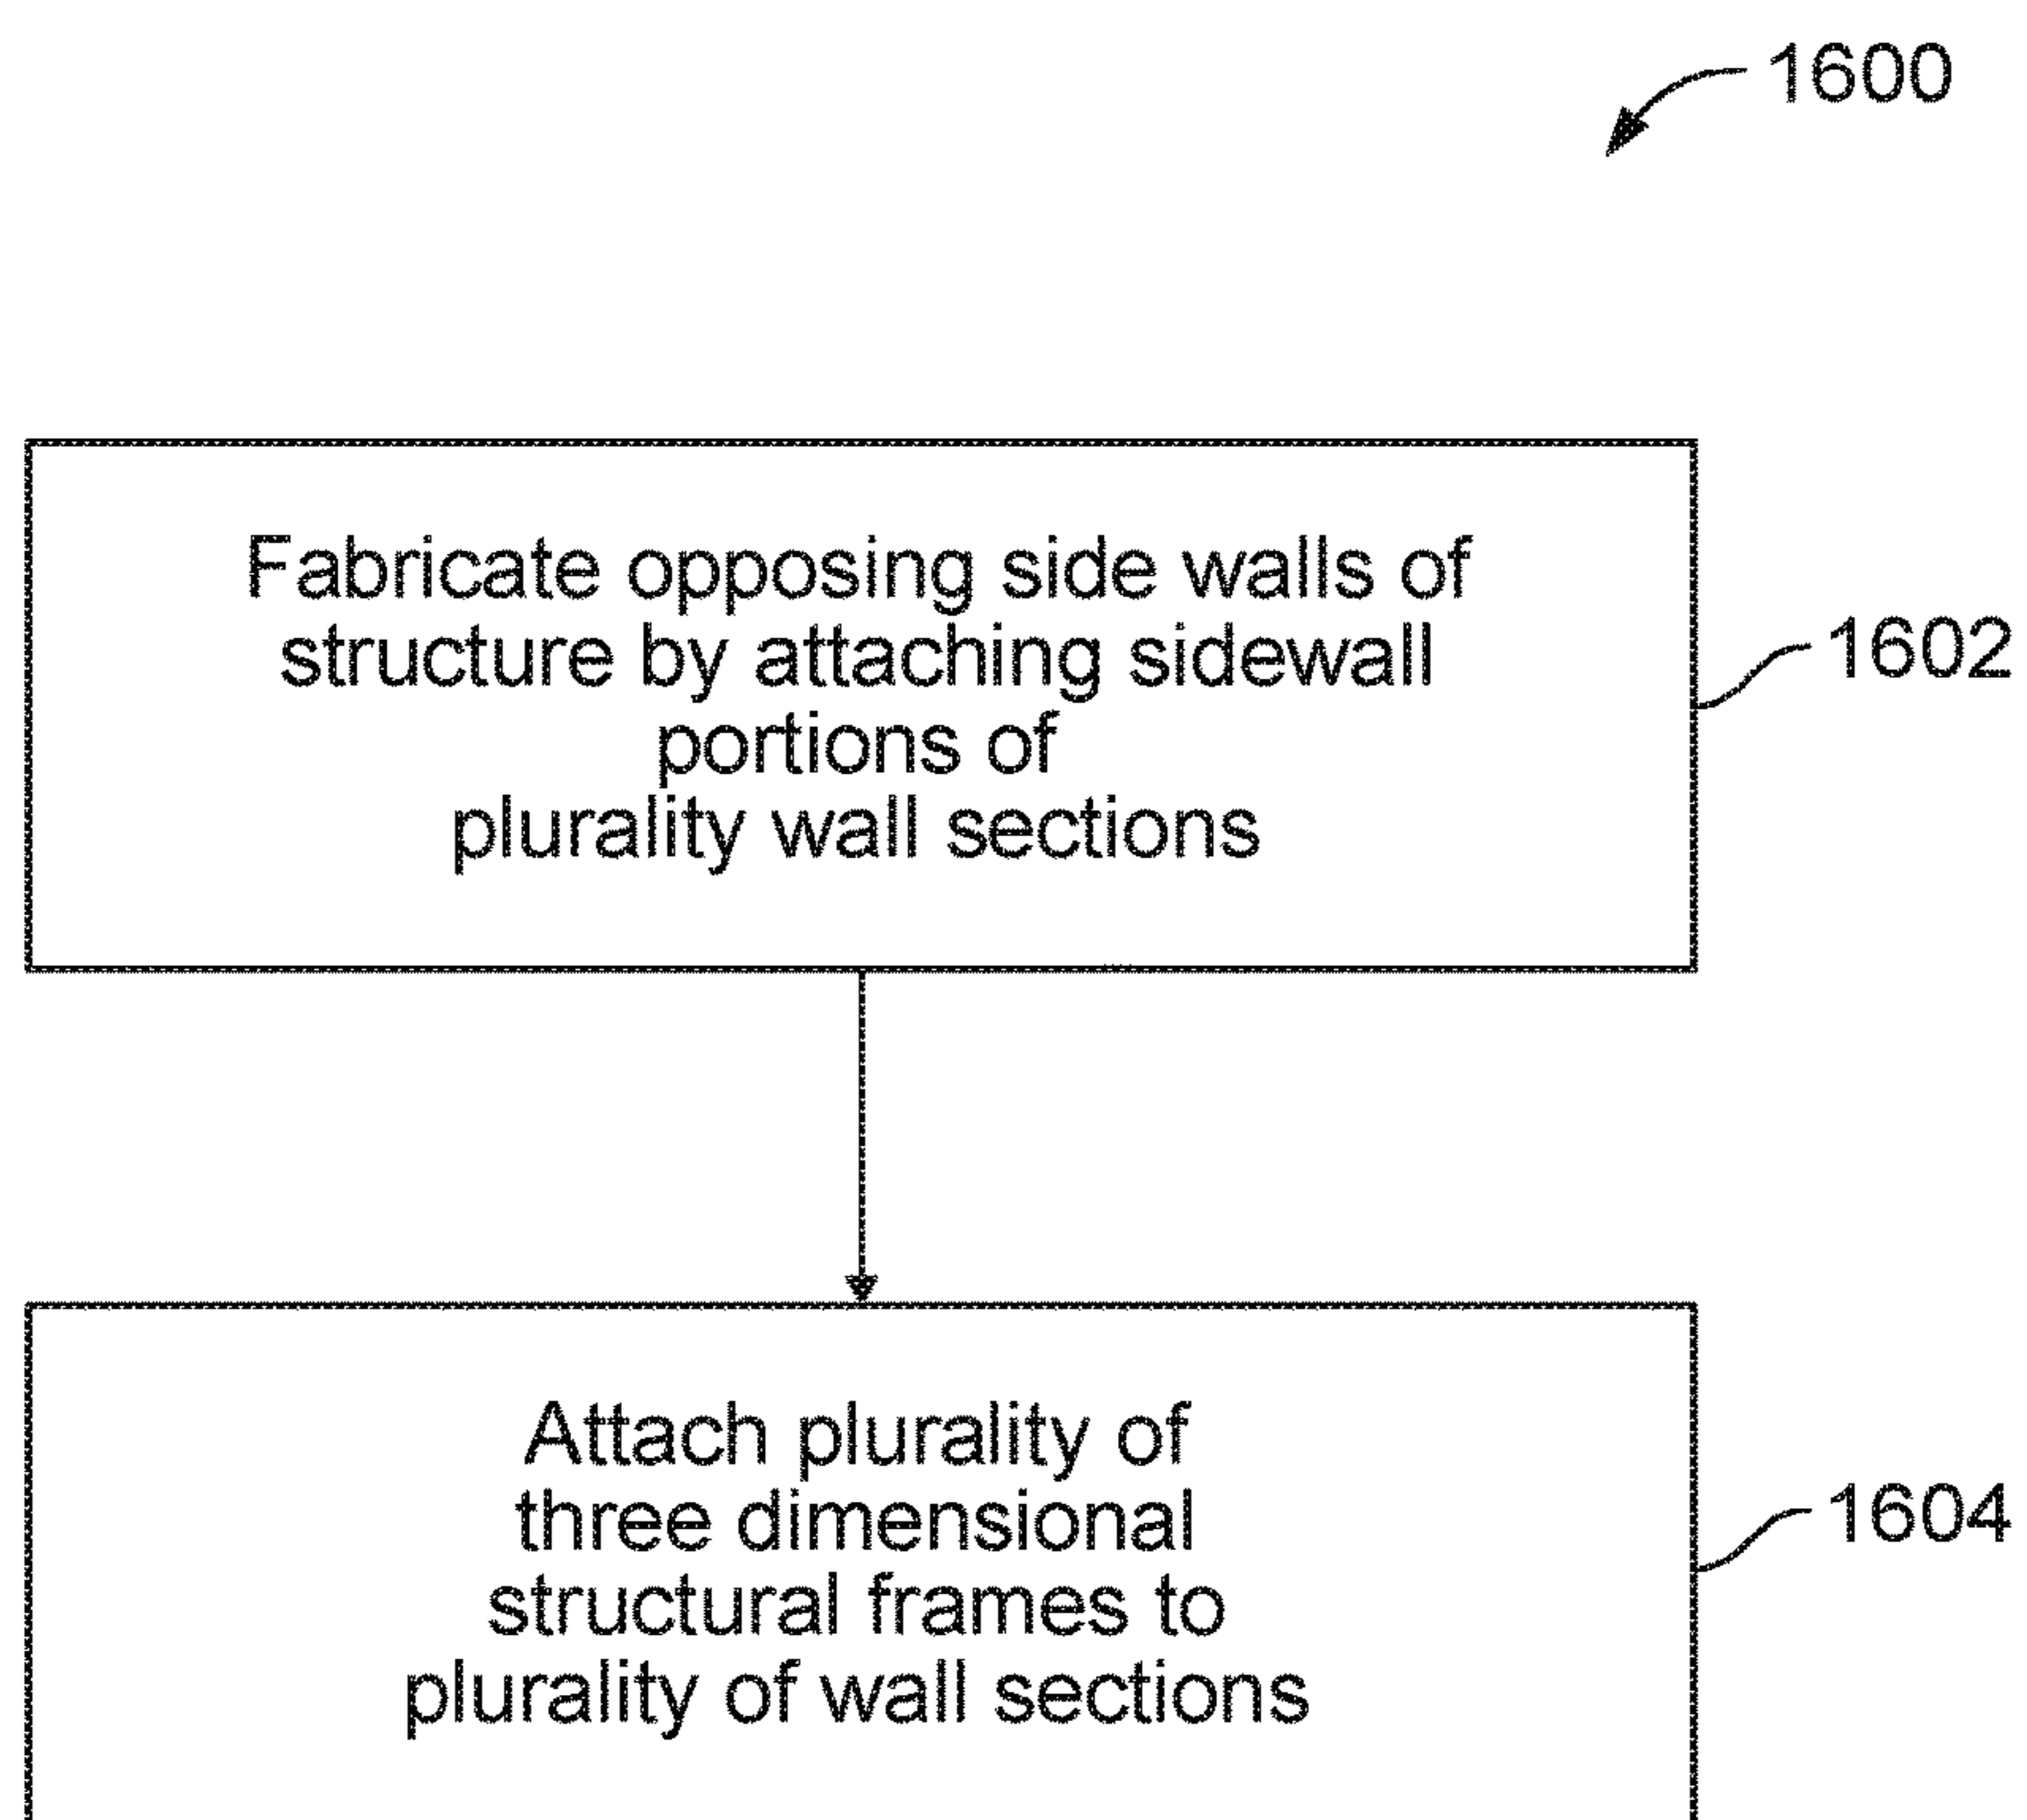 1600
Fabricate opposing side walls of
structure by attaching sidewall
portions of
plurality wall sections
1602
Attach plurality of
three dimensional
structural frames to
plurality of wall sections
1604